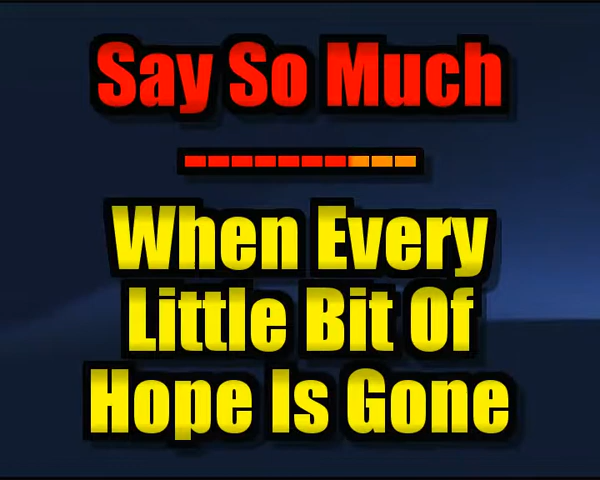 Say So Much
When Every
Little Bit Of
Hope Is Gone